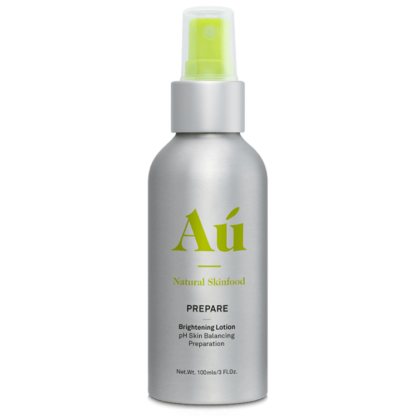 Aú
Natural Skinfood
PREPARE
Brightening Lotion
pH Skin Balancing
Preparation
Net.Wt. 100mls/3 Fl.Oz.